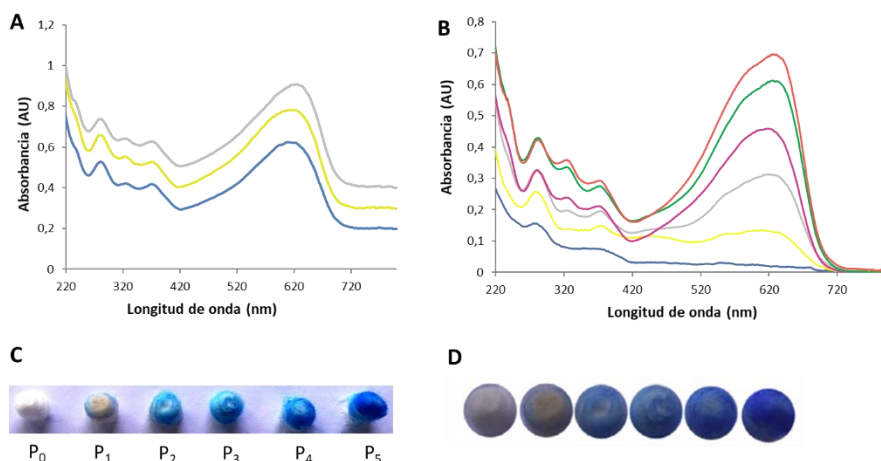 A
Absorbancia (AU)
1,2
1
0,8
0,6
0,4
0,2
0
220 320 420 520 620 720
Longitud de onda (nm)
B
Absorbancia (AU)
0,8
0,7
0,6
0,5
0,4
0,3
0,2
0,1
0
220 320 420 520 620 720
Longitud de onda (nm)
C
P₀ P₁ P₂ P₃ P₄ P₅
D